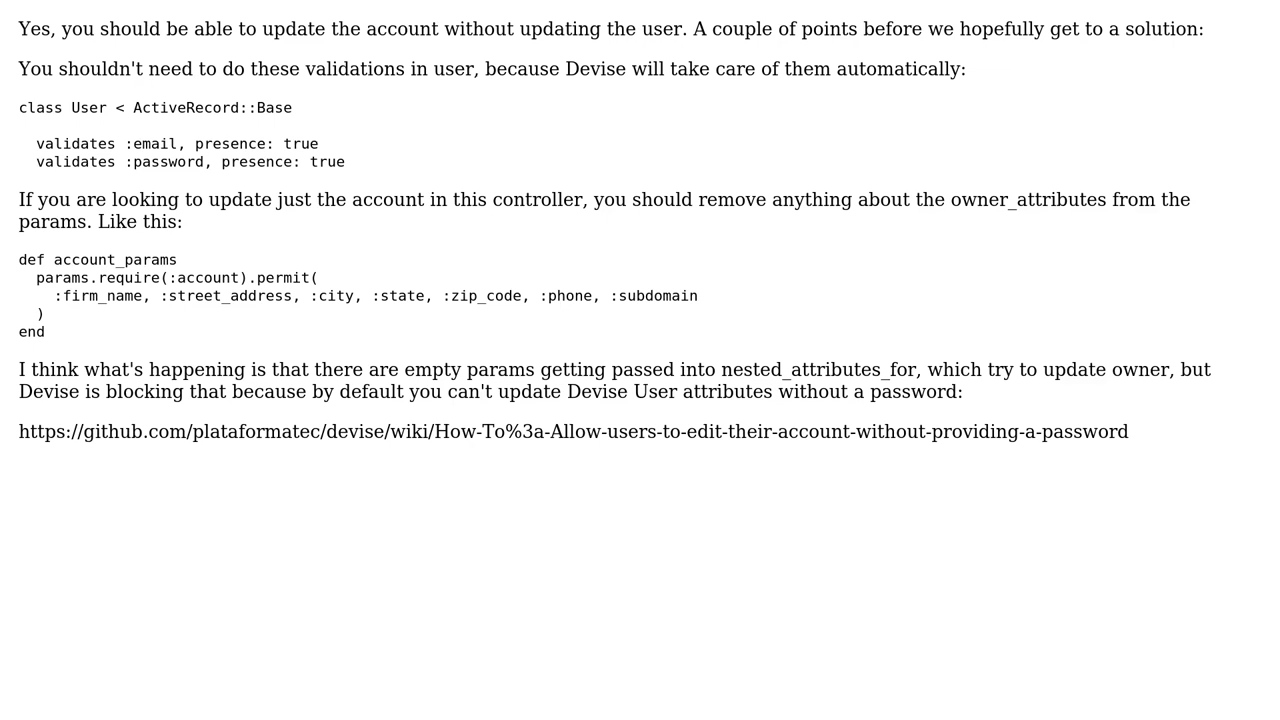 Yes, you should be able to update the account without updating the user. A couple of points before we hopefully get to a solution:
You shouldn't need to do these validations in user, because Devise will take care of them automatically:
class User < ActiveRecord::Base
  validates :email, presence: true
  validates :password, presence: true
If you are looking to update just the account in this controller, you should remove anything about the owner_attributes from the
params. Like this:
def account_params
  params.require(:account).permit(
    :firm_name, :street_address, :city, :state, :zip_code, :phone, :subdomain
  )
end
I think what's happening is that there are empty params getting passed into nested_attributes_for, which try to update owner, but
Devise is blocking that because by default you can't update Devise User attributes without a password:
https://github.com/plataformatec/devise/wiki/How-To%3a-Allow-users-to-edit-their-account-without-providing-a-password